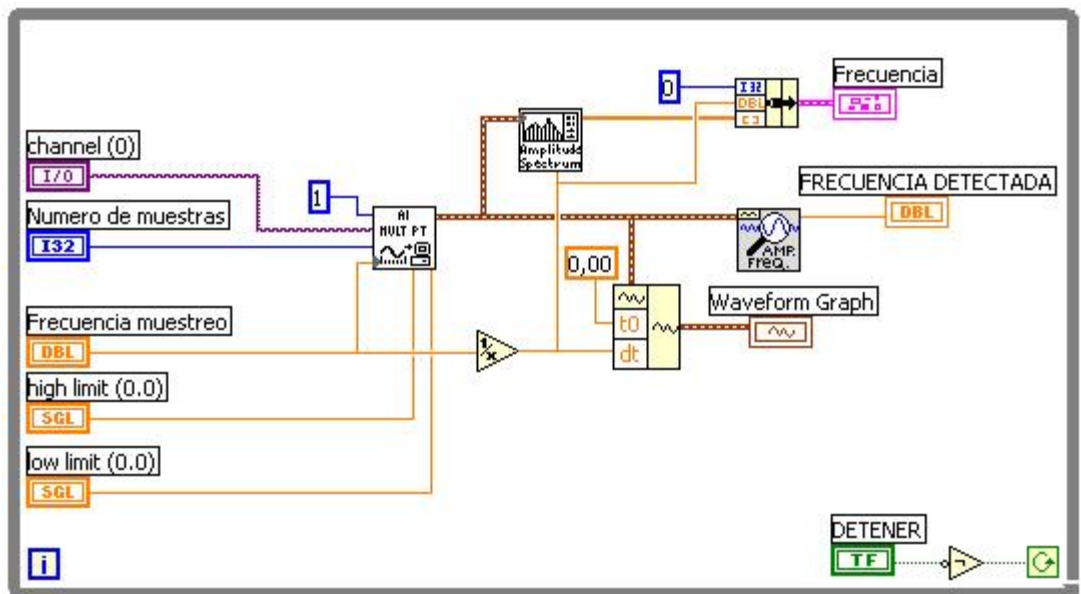 0
Frecuencia
I32
DBL
[ ]
Amplitude
Spectrum
channel (0)
I/0
1
FRECUENCIA DETECTADA
DBL
Numero de muestras
I32
AI
MULT PT
AMP.
FREQ.
0,00
Waveform Graph
t0
dt
Frecuencia muestreo
DBL
1/x
high limit (0.0)
SGL
low limit (0.0)
SGL
DETENER
TF
i